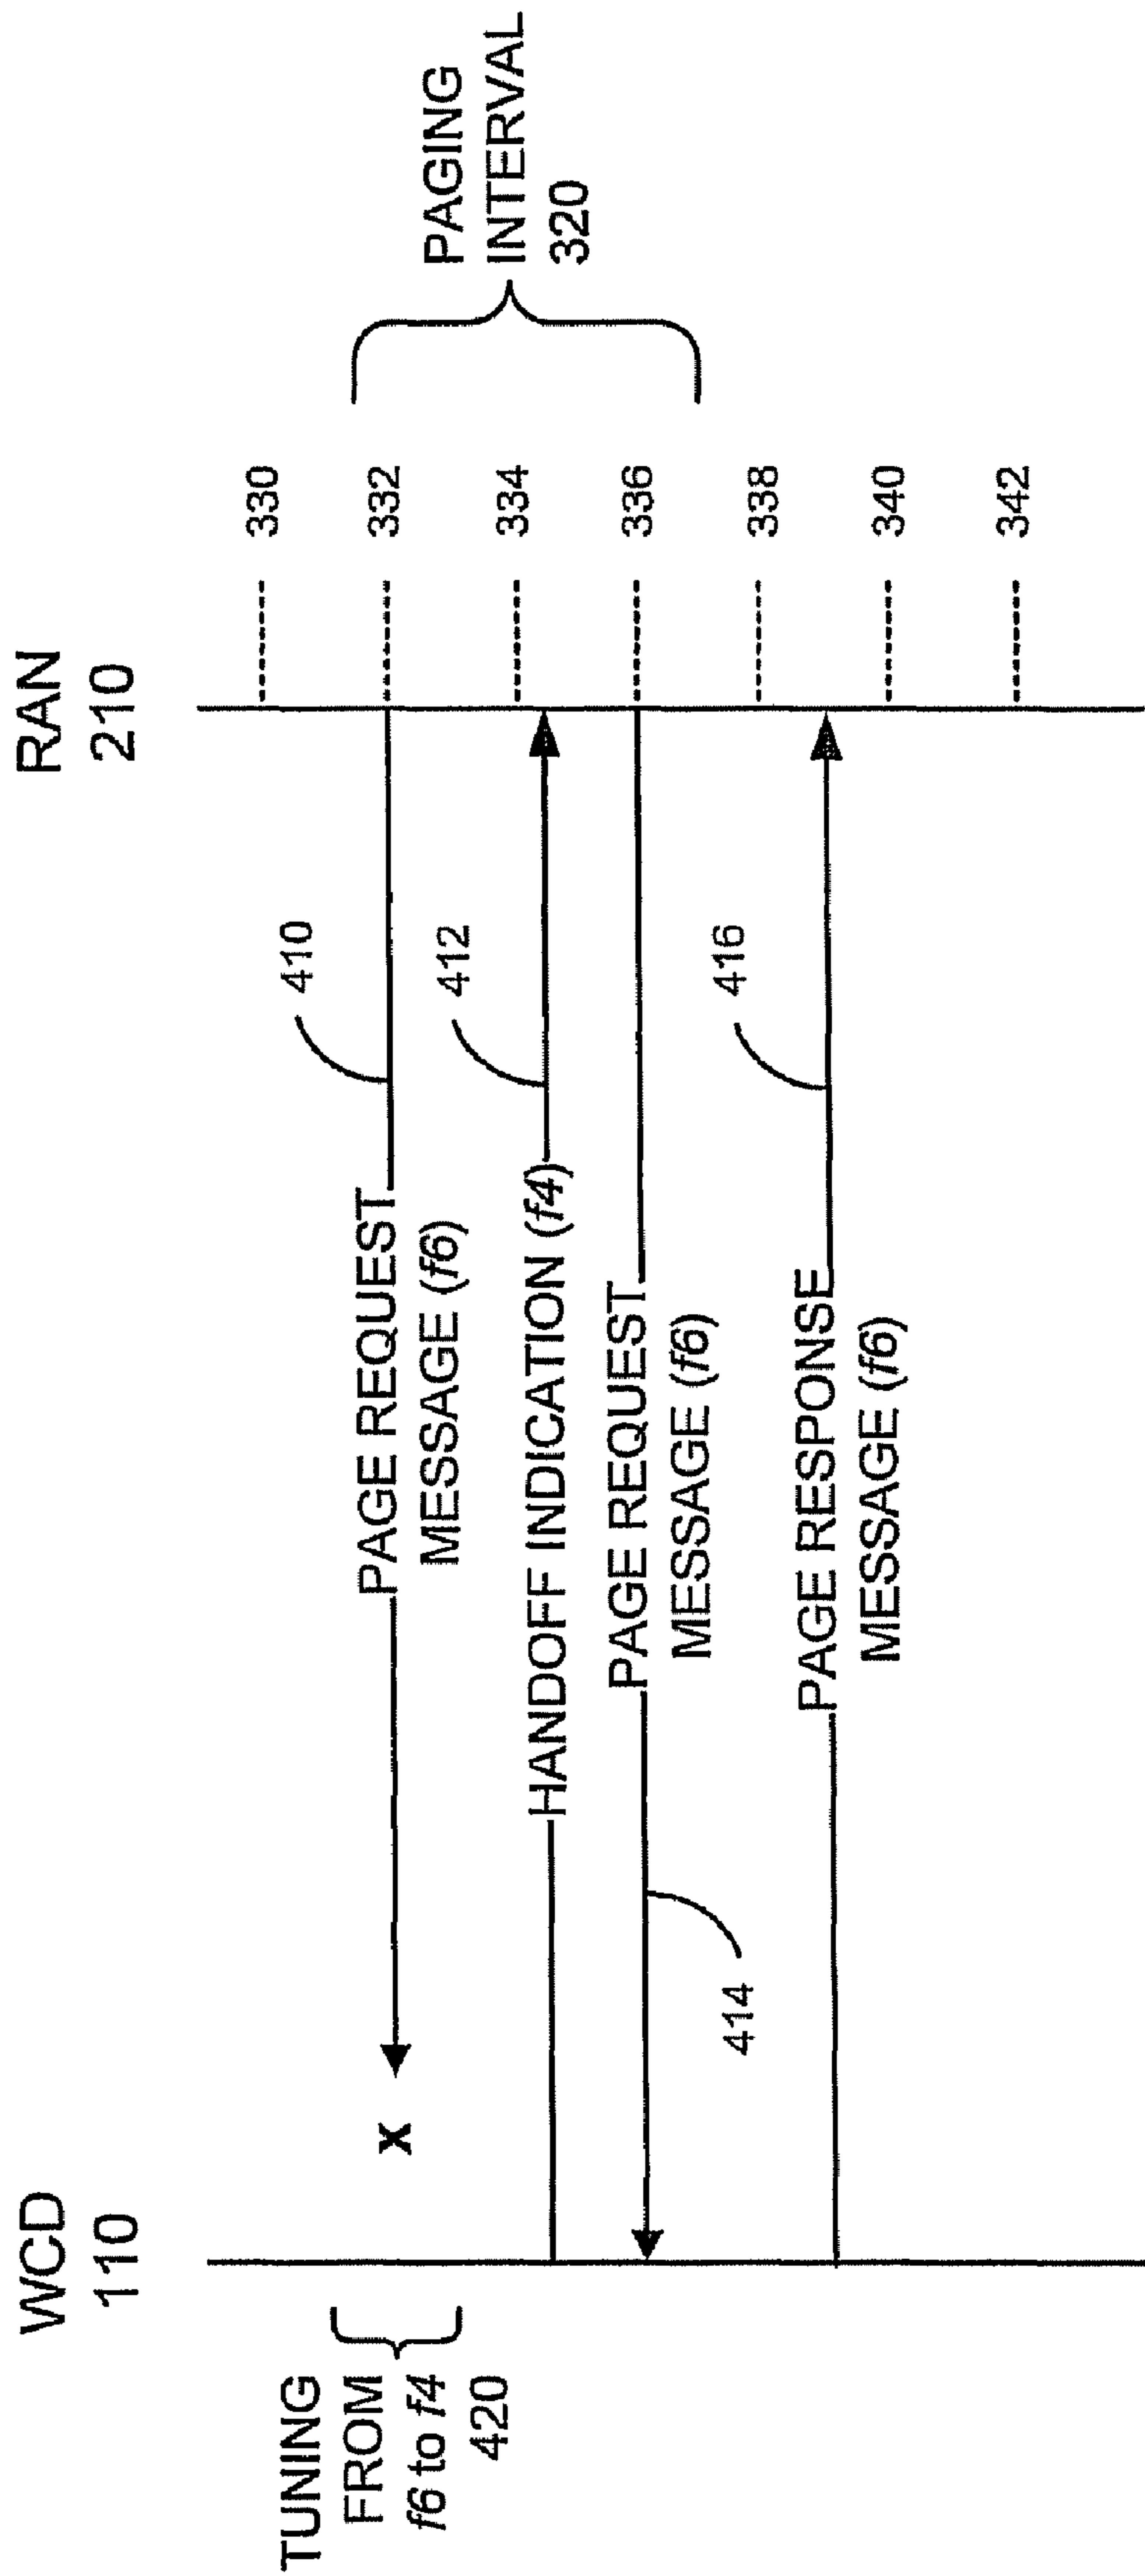 WCD
110
RAN
210
TUNING
FROM
f6 to f4
420
x
PAGE REQUEST
MESSAGE (f6)
410
HANDOFF INDICATION (f4)
412
PAGE REQUEST
MESSAGE (f6)
414
PAGE RESPONSE
MESSAGE (f6)
416
330
332
334
336
338
340
342
PAGING
INTERVAL
320